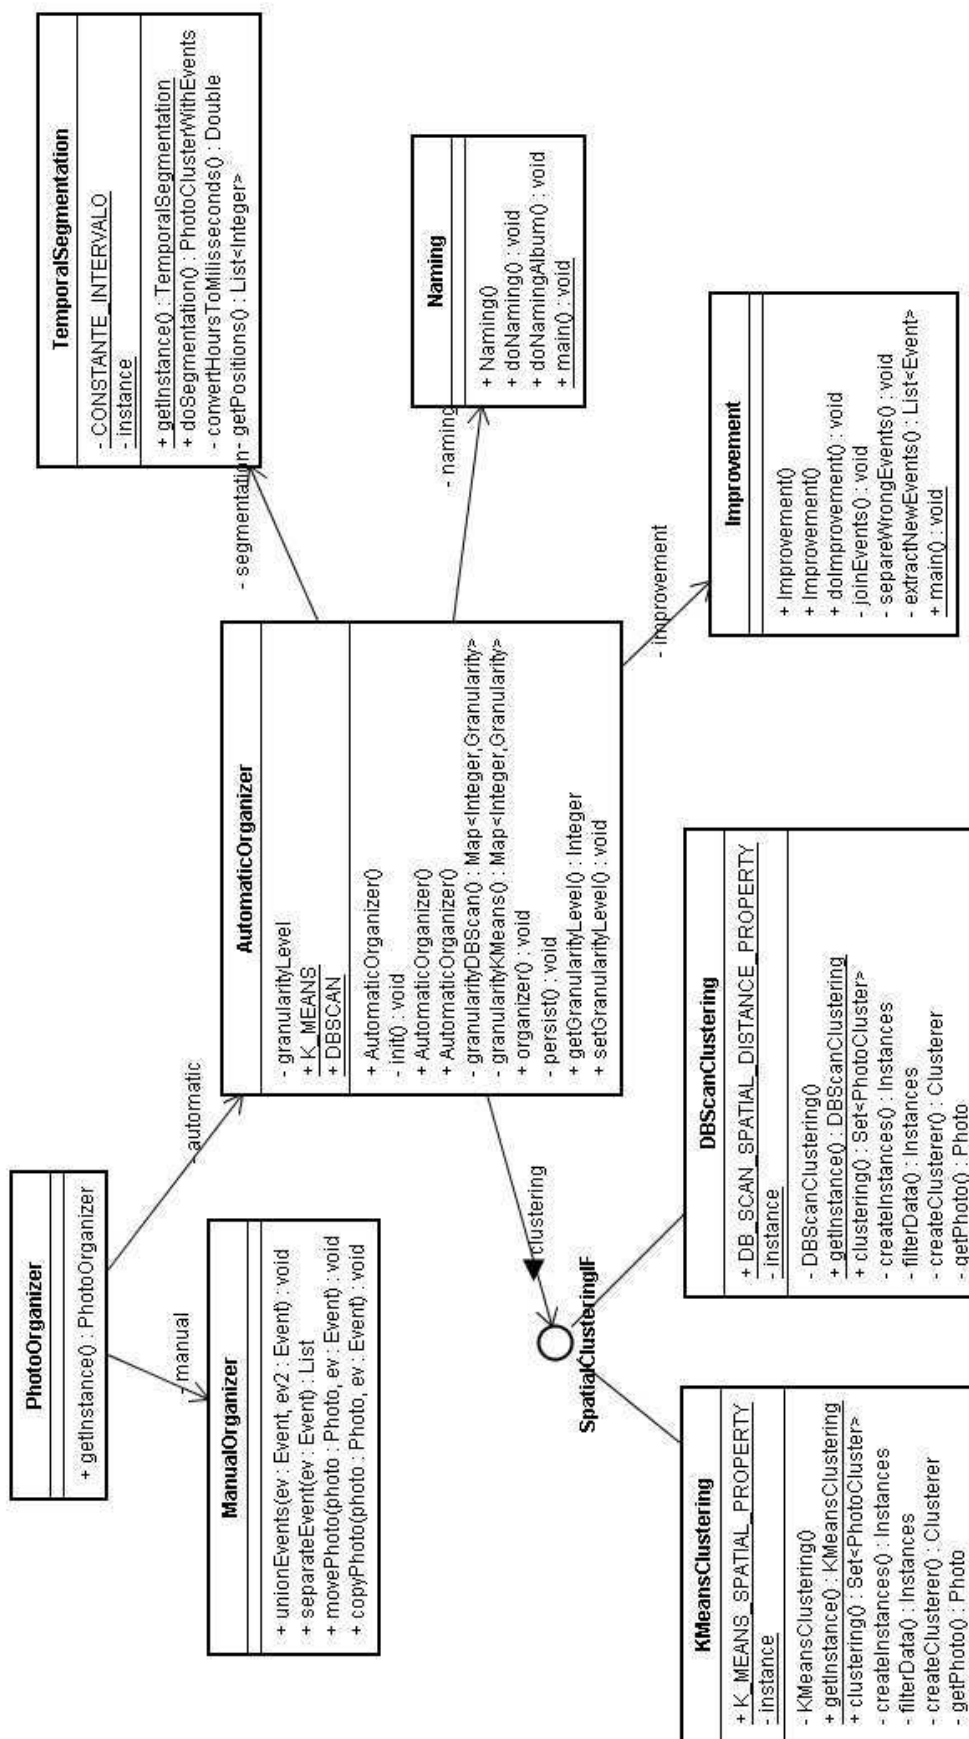 PhotoOrganizer
+ getInstance() : PhotoOrganizer
- manual
- automatic
ManualOrganizer
+ unionEvents(ev : Event, ev2 : Event) : void
+ separateEvent(ev : Event) : List
+ movePhoto(photo : Photo, ev : Event) : void
+ copyPhoto(photo : Photo, ev : Event) : void
AutomaticOrganizer
- granularityLevel
+ K_MEANS
+ DBSCAN
+ AutomaticOrganizer()
- init() : void
+ AutomaticOrganizer()
+ AutomaticOrganizer()
- granularityDBScan() : Map<Integer,Granularity>
- granularityKMeans() : Map<Integer,Granularity>
+ organizer() : void
- persist() : void
+ getGranularityLevel() : Integer
+ setGranularityLevel() : void
TemporalSegmentation
- CONSTANTE_INTERVALO
- instance
+ getInstance() : TemporalSegmentation
+ doSegmentation() : PhotoClusterWithEvents
- convertHoursToMilisseconds() : Double
- getPositions() : List<Integer>
- segmentation
- naming
Naming
+ Naming()
+ doNaming() : void
+ doNamingAlbum() : void
+ main() : void
- improvement
Improvement
+ Improvement()
+ Improvement()
+ doImprovement() : void
- joinEvents() : void
- separeWrongEvents() : void
- extractNewEvents() : List<Event>
+ main() : void
clustering
SpatialClusteringIF
KMeansClustering
+ K_MEANS_SPATIAL_PROPERTY
- instance
- KMeansClustering()
+ getInstance() : KMeansClustering
+ clustering() : Set<PhotoCluster>
- createInstances() : Instances
- filterData() : Instances
- createClusterer() : Clusterer
- getPhoto() : Photo
DBScanClustering
+ DB_SCAN_SPATIAL_DISTANCE_PROPERTY
- instance
- DBScanClustering()
+ getInstance() : DBScanClustering
+ clustering() : Set<PhotoCluster>
- createInstances() : Instances
- filterData() : Instances
- createClusterer() : Clusterer
- getPhoto() : Photo